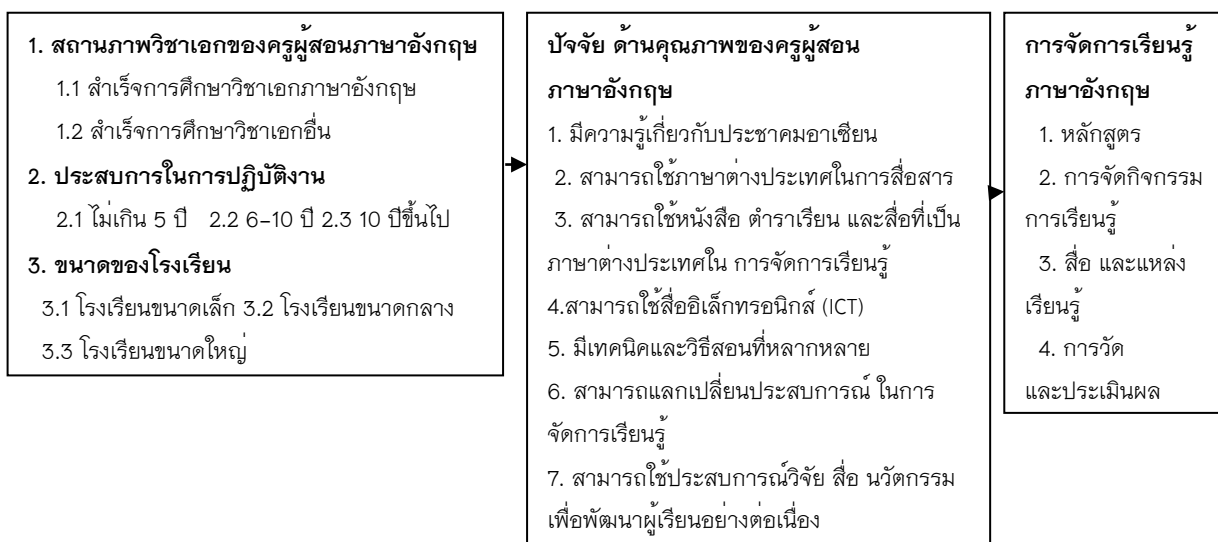 1. สถานภาพวิชาเอกของครูผู้สอนภาษาอังกฤษ
1.1 สำเร็จการศึกษาวิชาเอกภาษาอังกฤษ
1.2 สำเร็จการศึกษาวิชาเอกอื่น
2. ประสบการในการปฏิบัติงาน
2.1 ไม่เกิน 5 ปี 2.2 6–10 ปี 2.3 10 ปีขึ้นไป
3. ขนาดของโรงเรียน
3.1 โรงเรียนขนาดเล็ก 3.2 โรงเรียนขนาดกลาง
3.3 โรงเรียนขนาดใหญ่
ปัจจัย ด้านคุณภาพของครูผู้สอน
ภาษาอังกฤษ
1. มีความรู้เกี่ยวกับประชาคมอาเซียน
2. สามารถใช้ภาษาต่างประเทศในการสื่อสาร
3. สามารถใช้หนังสือ ตำราเรียน และสื่อที่เป็น
ภาษาต่างประเทศใน การจัดการเรียนรู้
4.สามารถใช้สื่ออิเล็กทรอนิกส์ (ICT)
5. มีเทคนิคและวิธีสอนที่หลากหลาย
6. สามารถแลกเปลี่ยนประสบการณ์ ในการ
จัดการเรียนรู้
7. สามารถใช้ประสบการณ์วิจัย สื่อ นวัตกรรม
เพื่อพัฒนาผู้เรียนอย่างต่อเนื่อง
การจัดการเรียนรู้
ภาษาอังกฤษ
1. หลักสูตร
2. การจัดกิจกรรม
การเรียนรู้
3. สื่อ และแหล่ง
เรียนรู้
4. การวัด
และประเมินผล